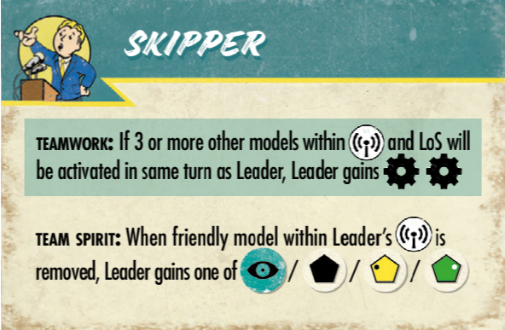 SKIPPER
TEAMWORK: If 3 or more other models within and LoS will
be activated in same turn as Leader, Leader gains
TEAM SPIRIT: When friendly model within Leader's is
removed, Leader gains one of / / /